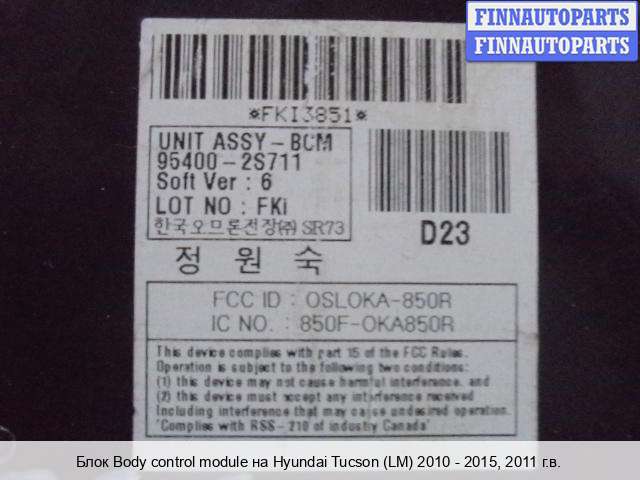 FINNAUTOPARTS
FINNAUTOPARTS
*FKI3851*
UNIT ASSY-BCM
95400-2S711
Soft Ver : 6
LOT NO : FKi
한국오므론전장㈜ SIR73
D23
정 원 숙
FCC ID : OSLOKA-850R
IC NO. : 850F-OKA850R
This device complies with part 15 of the FCC Rules.
Operation is subject to the following two conditions:
(1) this device may not cause harmful interference, and
(2) this device must accept any interference received
Including interference that may cause undesired operation.
'Complies with RSS-210 of industry Canada'
Блок Body control module на Hyundai Tucson (LM) 2010 - 2015, 2011 г.в.